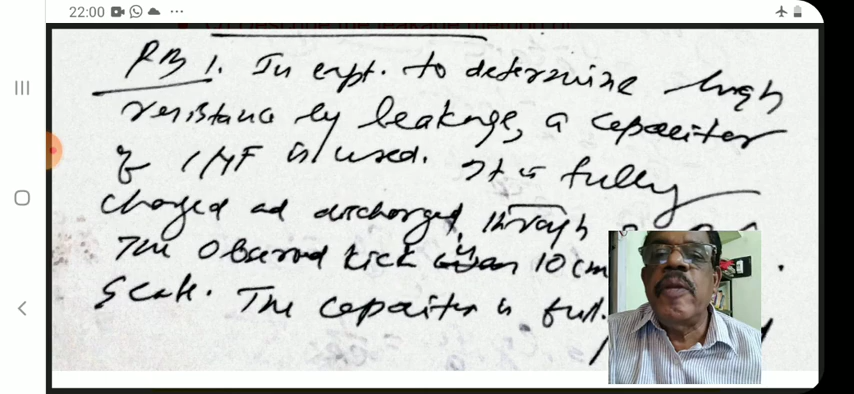 22:00
PB 1. In expt. to determine high
resistance by leakage, a capacitor
of 1 μF is used. It is fully
charged and discharged, through
The observed kick is 10 cm
scale. The capacitor is full